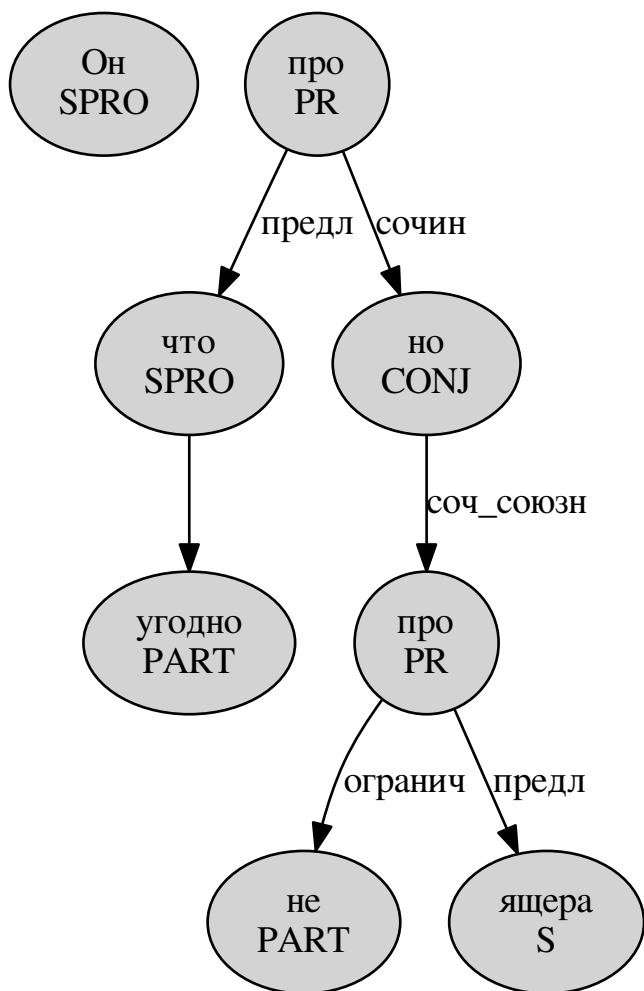 Он
SPRO
про
PR
предл
сочин
что
SPRO
но
CONJ
соч_союзн
угодно
PART
про
PR
огранич
предл
не
PART
ящера
S